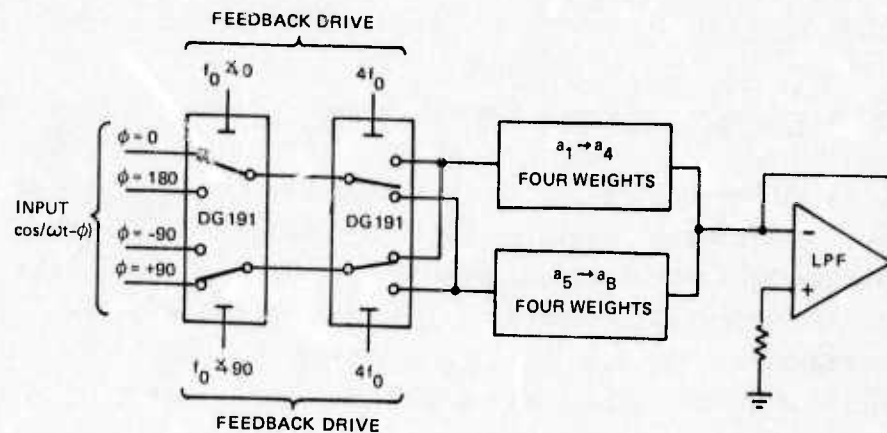 FEEDBACK DRIVE
f₀ ∡0
4f₀
INPUT
cos/ωt-φ)
φ = 0
φ = 180
φ = -90
φ = +90
DG191
DG191
a₁ → a₄
FOUR WEIGHTS
a₅ → a₈
FOUR WEIGHTS
−
LPF
+
f₀ ∡90
4f₀
FEEDBACK DRIVE